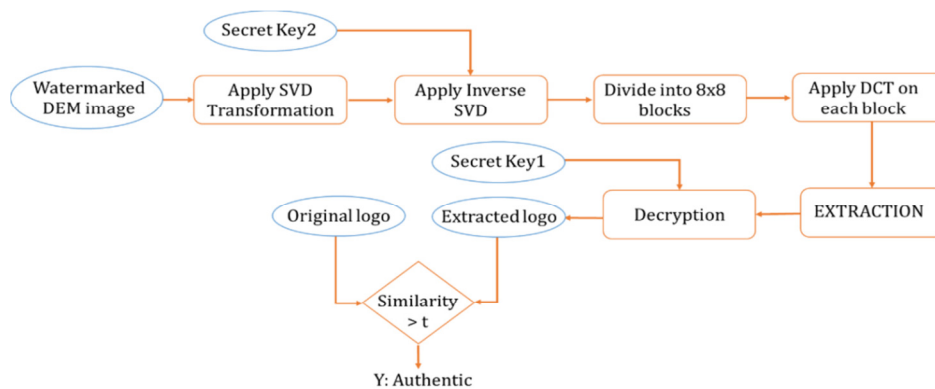 Secret Key2
Watermarked
DEM image
Apply SVD
Transformation
Apply Inverse
SVD
Divide into 8x8
blocks
Apply DCT on
each block
Secret Key1
Original logo
Extracted logo
Decryption
EXTRACTION
Similarity
> t
Y: Authentic